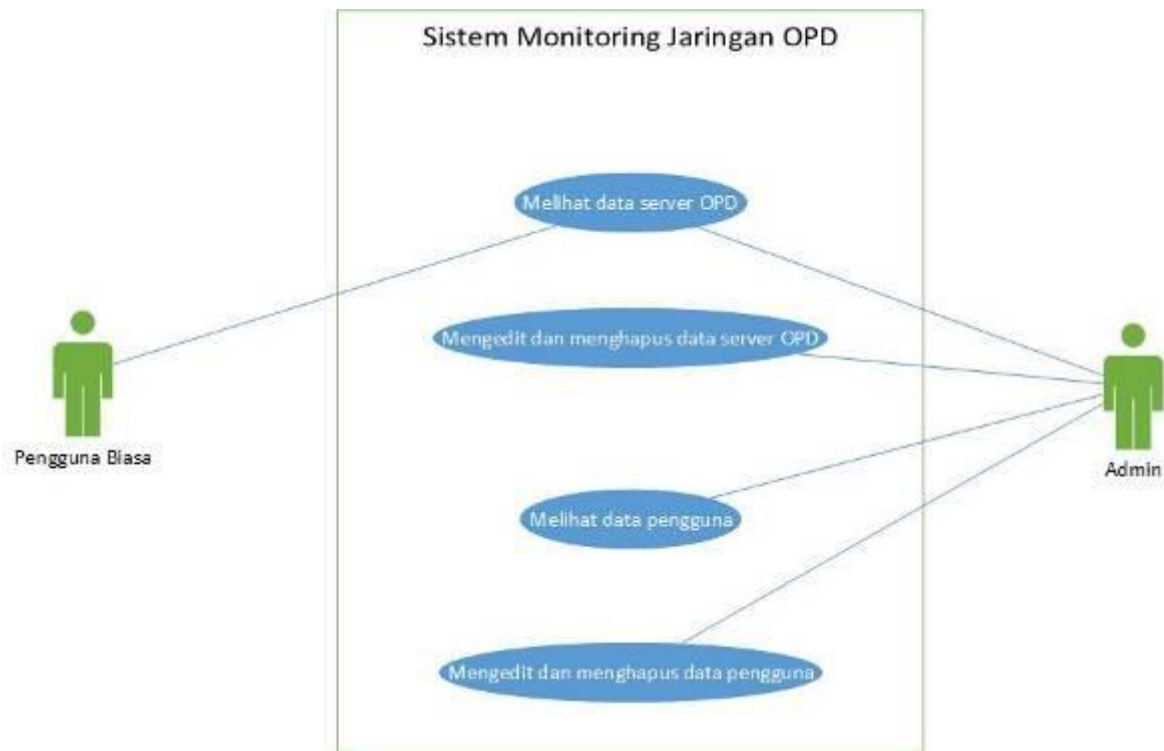 Sistem Monitoring Jaringan OPD
Melihat data server OPD
Mengedit dan menghapus data server OPD
Pengguna Biasa
Admin
Melihat data pengguna
Mengedit dan menghapus data pengguna